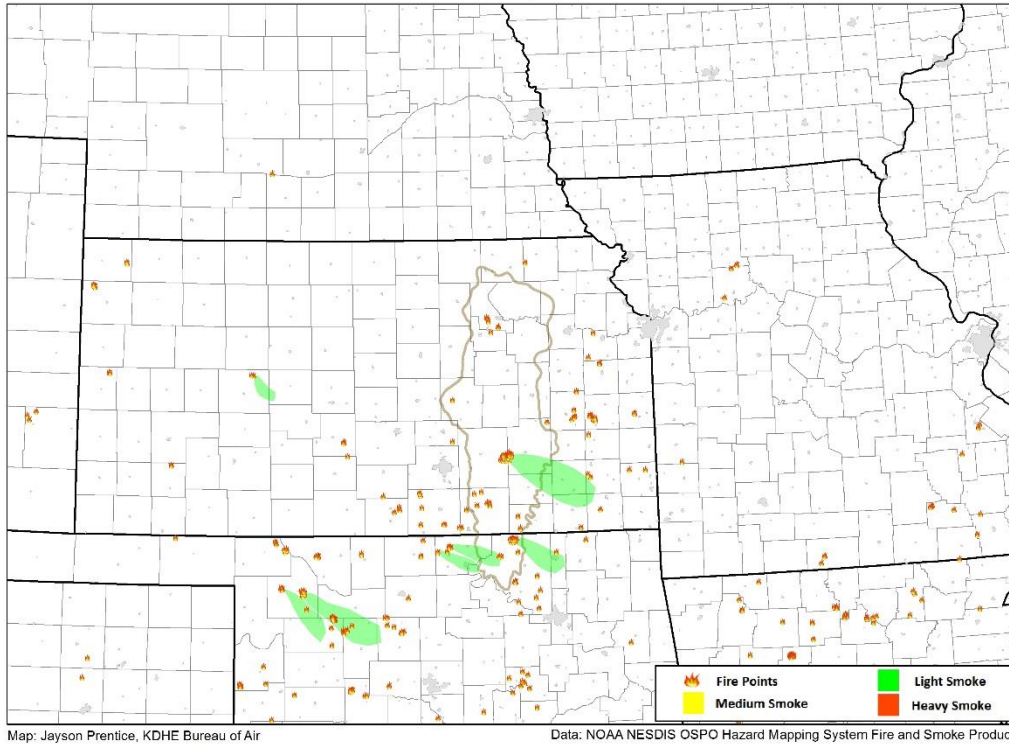 Fire Points
Light Smoke
Medium Smoke
Heavy Smoke
Map: Jayson Prentice, KDHE Bureau of Air
Data: NOAA NESDIS OSPO Hazard Mapping System Fire and Smoke Produc